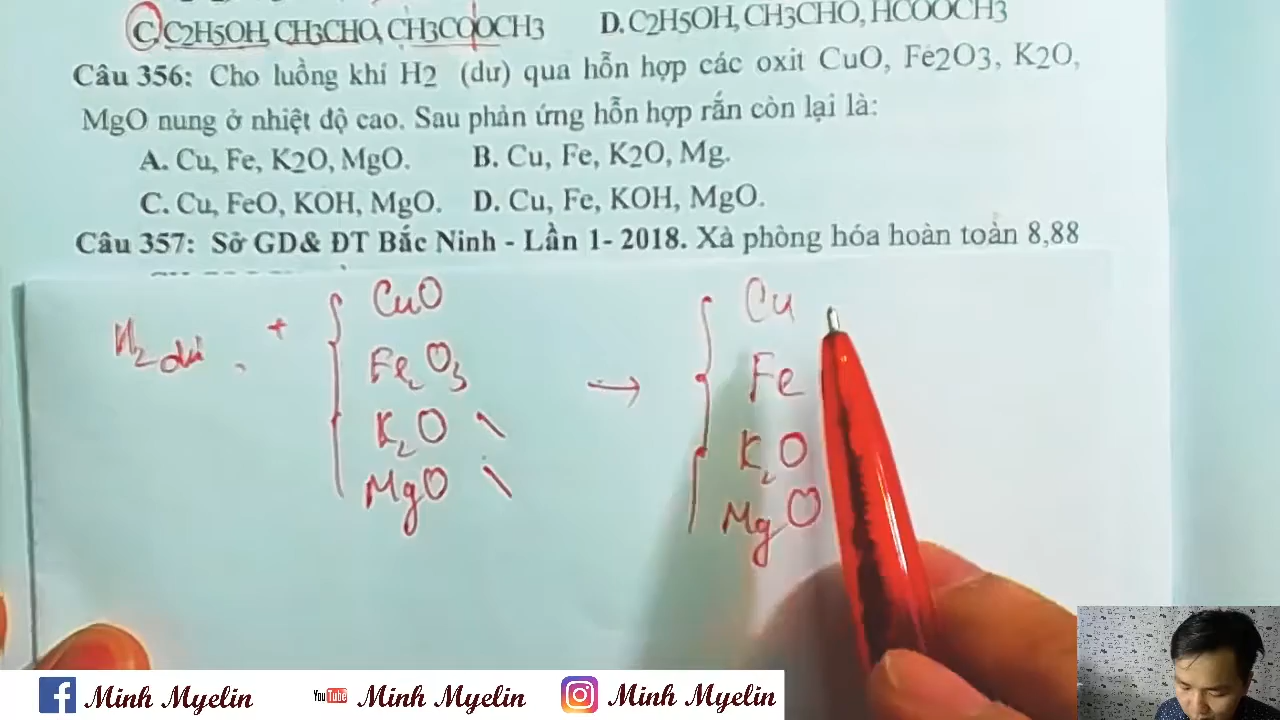 C. C2H5OH, CH3CHO, CH3COOCH3 D. C2H5OH, CH3CHO, HCOOCH3
Câu 356: Cho luồng khí H2 (dư) qua hỗn hợp các oxit CuO, Fe2O3, K2O,
MgO nung ở nhiệt độ cao. Sau phản ứng hỗn hợp rắn còn lại là:
A. Cu, Fe, K2O, MgO. B. Cu, Fe, K2O, Mg.
C. Cu, FeO, KOH, MgO. D. Cu, Fe, KOH, MgO.
Câu 357: Sở GD& ĐT Bắc Ninh - Lần 1- 2018. Xà phòng hóa hoàn toàn 8,88
CuO Cu
H2 dư +
Fe2O3 → Fe
K2O K2O
MgO MgO
Minh Myelin YouTube Minh Myelin Minh Myelin